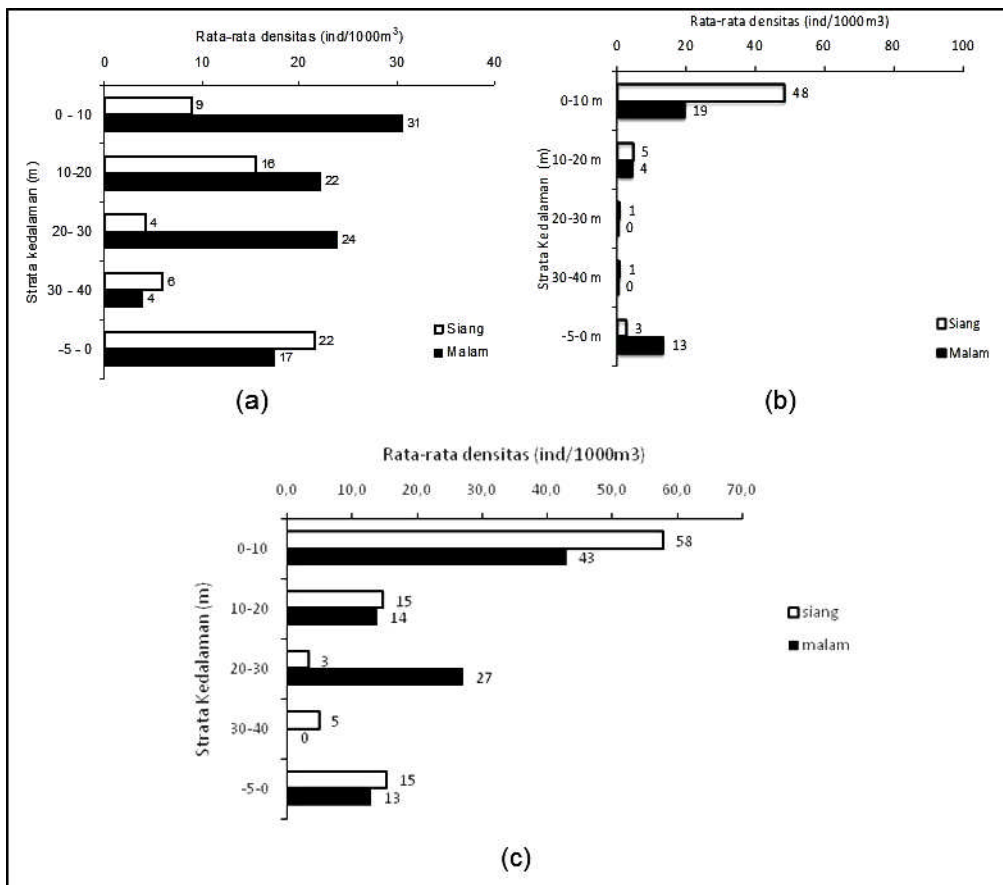 Rata-rata densitas (ind/1000m³)
0 10 20 30 40
Strata kedalaman (m)
0 – 10
9
31
10-20
16
22
20- 30
4
24
30 – 40
6
4
-5 - 0
22
17
Siang
Malam
(a)
Rata-rata densitas (ind/1000m3)
0 20 40 60 80 100
Strata Kedalaman (m)
0-10 m
48
19
10-20 m
5
4
20-30 m
1
0
30-40 m
1
0
-5-0 m
3
13
Siang
Malam
(b)
Rata-rata densitas (ind/1000m3)
0,0 10,0 20,0 30,0 40,0 50,0 60,0 70,0
Strata Kedalaman (m)
0-10
58
43
10-20
15
14
20-30
3
27
30-40
5
0
-5-0
15
13
siang
malam
(c)